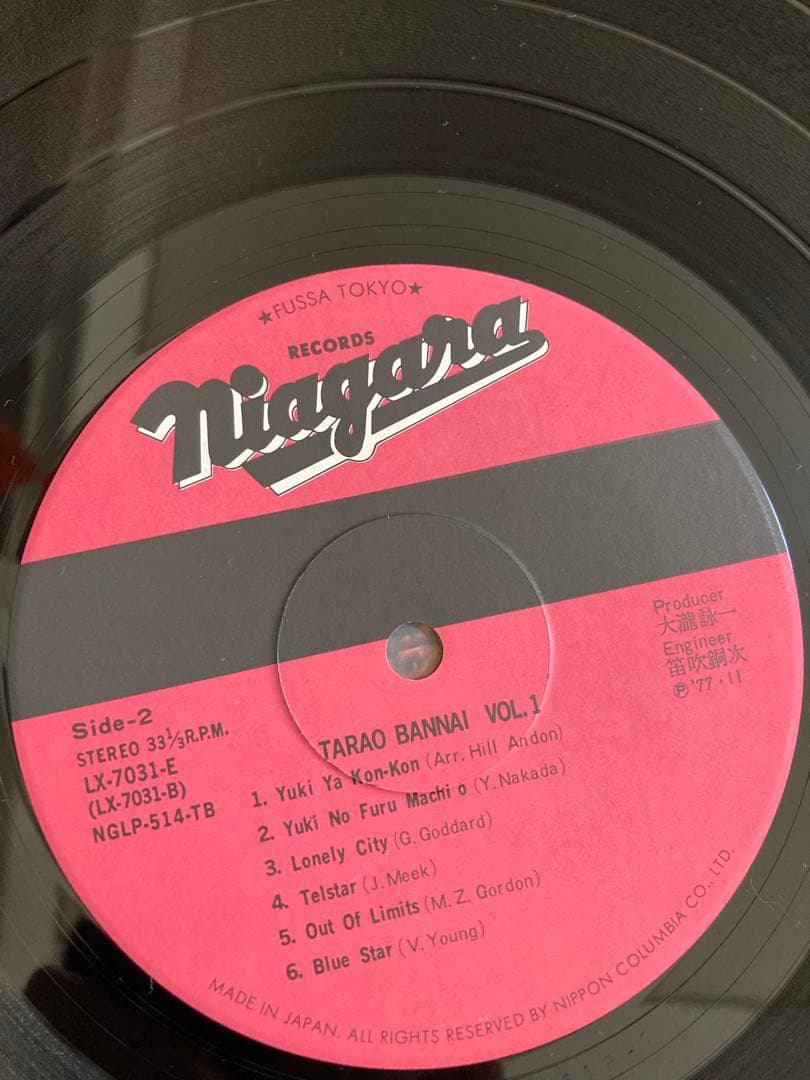 ★FUSSA TOKYO★
RECORDS
Niagara
Producer
大瀧詠一
Engineer
笛吹銅次
Ⓟ'77・11
Side-2
STEREO 33⅓R.P.M.
LX-7031-E
(LX-7031-B)
NGLP-514-TB
TARAO BANNAI VOL.1
1. Yuki Ya Kon-Kon (Arr. Hill Andon)
2. Yuki No Furu Machi o (Y. Nakada)
3. Lonely City (G. Goddard)
4. Telstar (J. Meek)
5. Out Of Limits (M. Z. Gordon)
6. Blue Star (V. Young)
MADE IN JAPAN. ALL RIGHTS RESERVED BY NIPPON COLUMBIA CO., LTD.